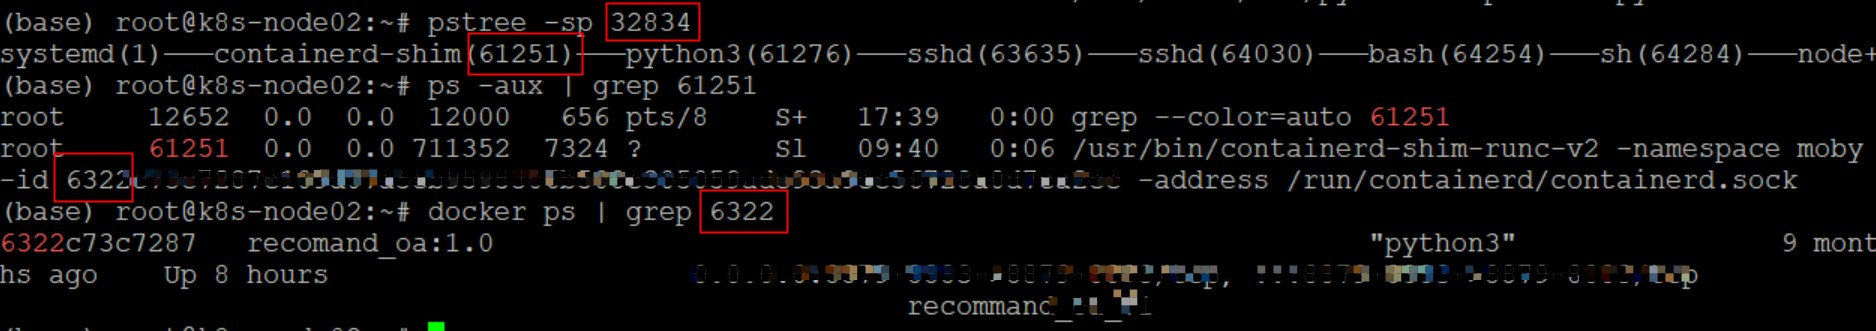 (base) root@k8s-node02:~# pstree -sp 32834
systemd(1)───containerd-shim(61251)───python3(61276)───sshd(63635)───sshd(64030)───bash(64254)───sh(64284)───node+
(base) root@k8s-node02:~# ps -aux | grep 61251
root 12652 0.0 0.0 12000 656 pts/8 S+ 17:39 0:00 grep --color=auto 61251
root 61251 0.0 0.0 711352 7324 ? Sl 09:40 0:06 /usr/bin/containerd-shim-runc-v2 -namespace moby
-id 6322 -address /run/containerd/containerd.sock
(base) root@k8s-node02:~# docker ps | grep 6322
6322c73c7287 recomand_oa:1.0 "python3" 9 mont
hs ago Up 8 hours